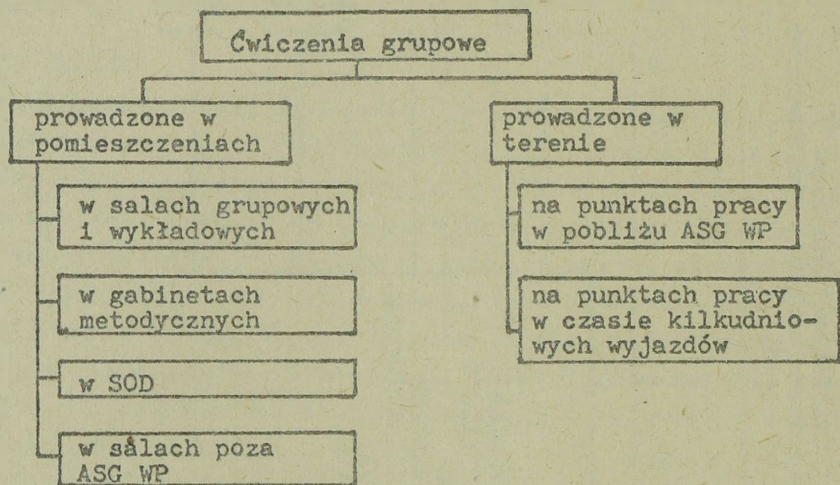 Ćwiczenia grupowe
prowadzone w
pomieszczeniach
w salach grupowych
i wykładowych
w gabinetach
metodycznych
w SOD
w salach poza
ASG WP
prowadzone w
terenie
na punktach pracy
w pobliżu ASG WP
na punktach pracy
w czasie kilkudnio-
wych wyjazdów